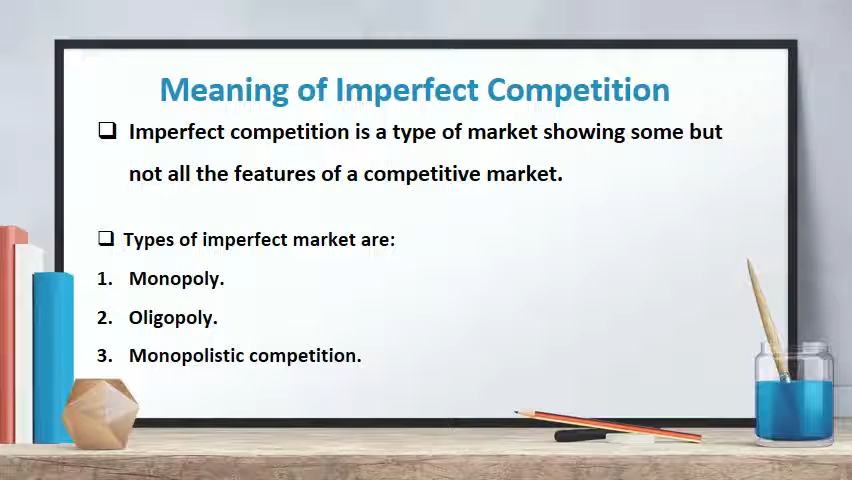 Meaning of Imperfect Competition
❑ Imperfect competition is a type of market showing some but
not all the features of a competitive market.
❑ Types of imperfect market are:
1. Monopoly.
2. Oligopoly.
3. Monopolistic competition.